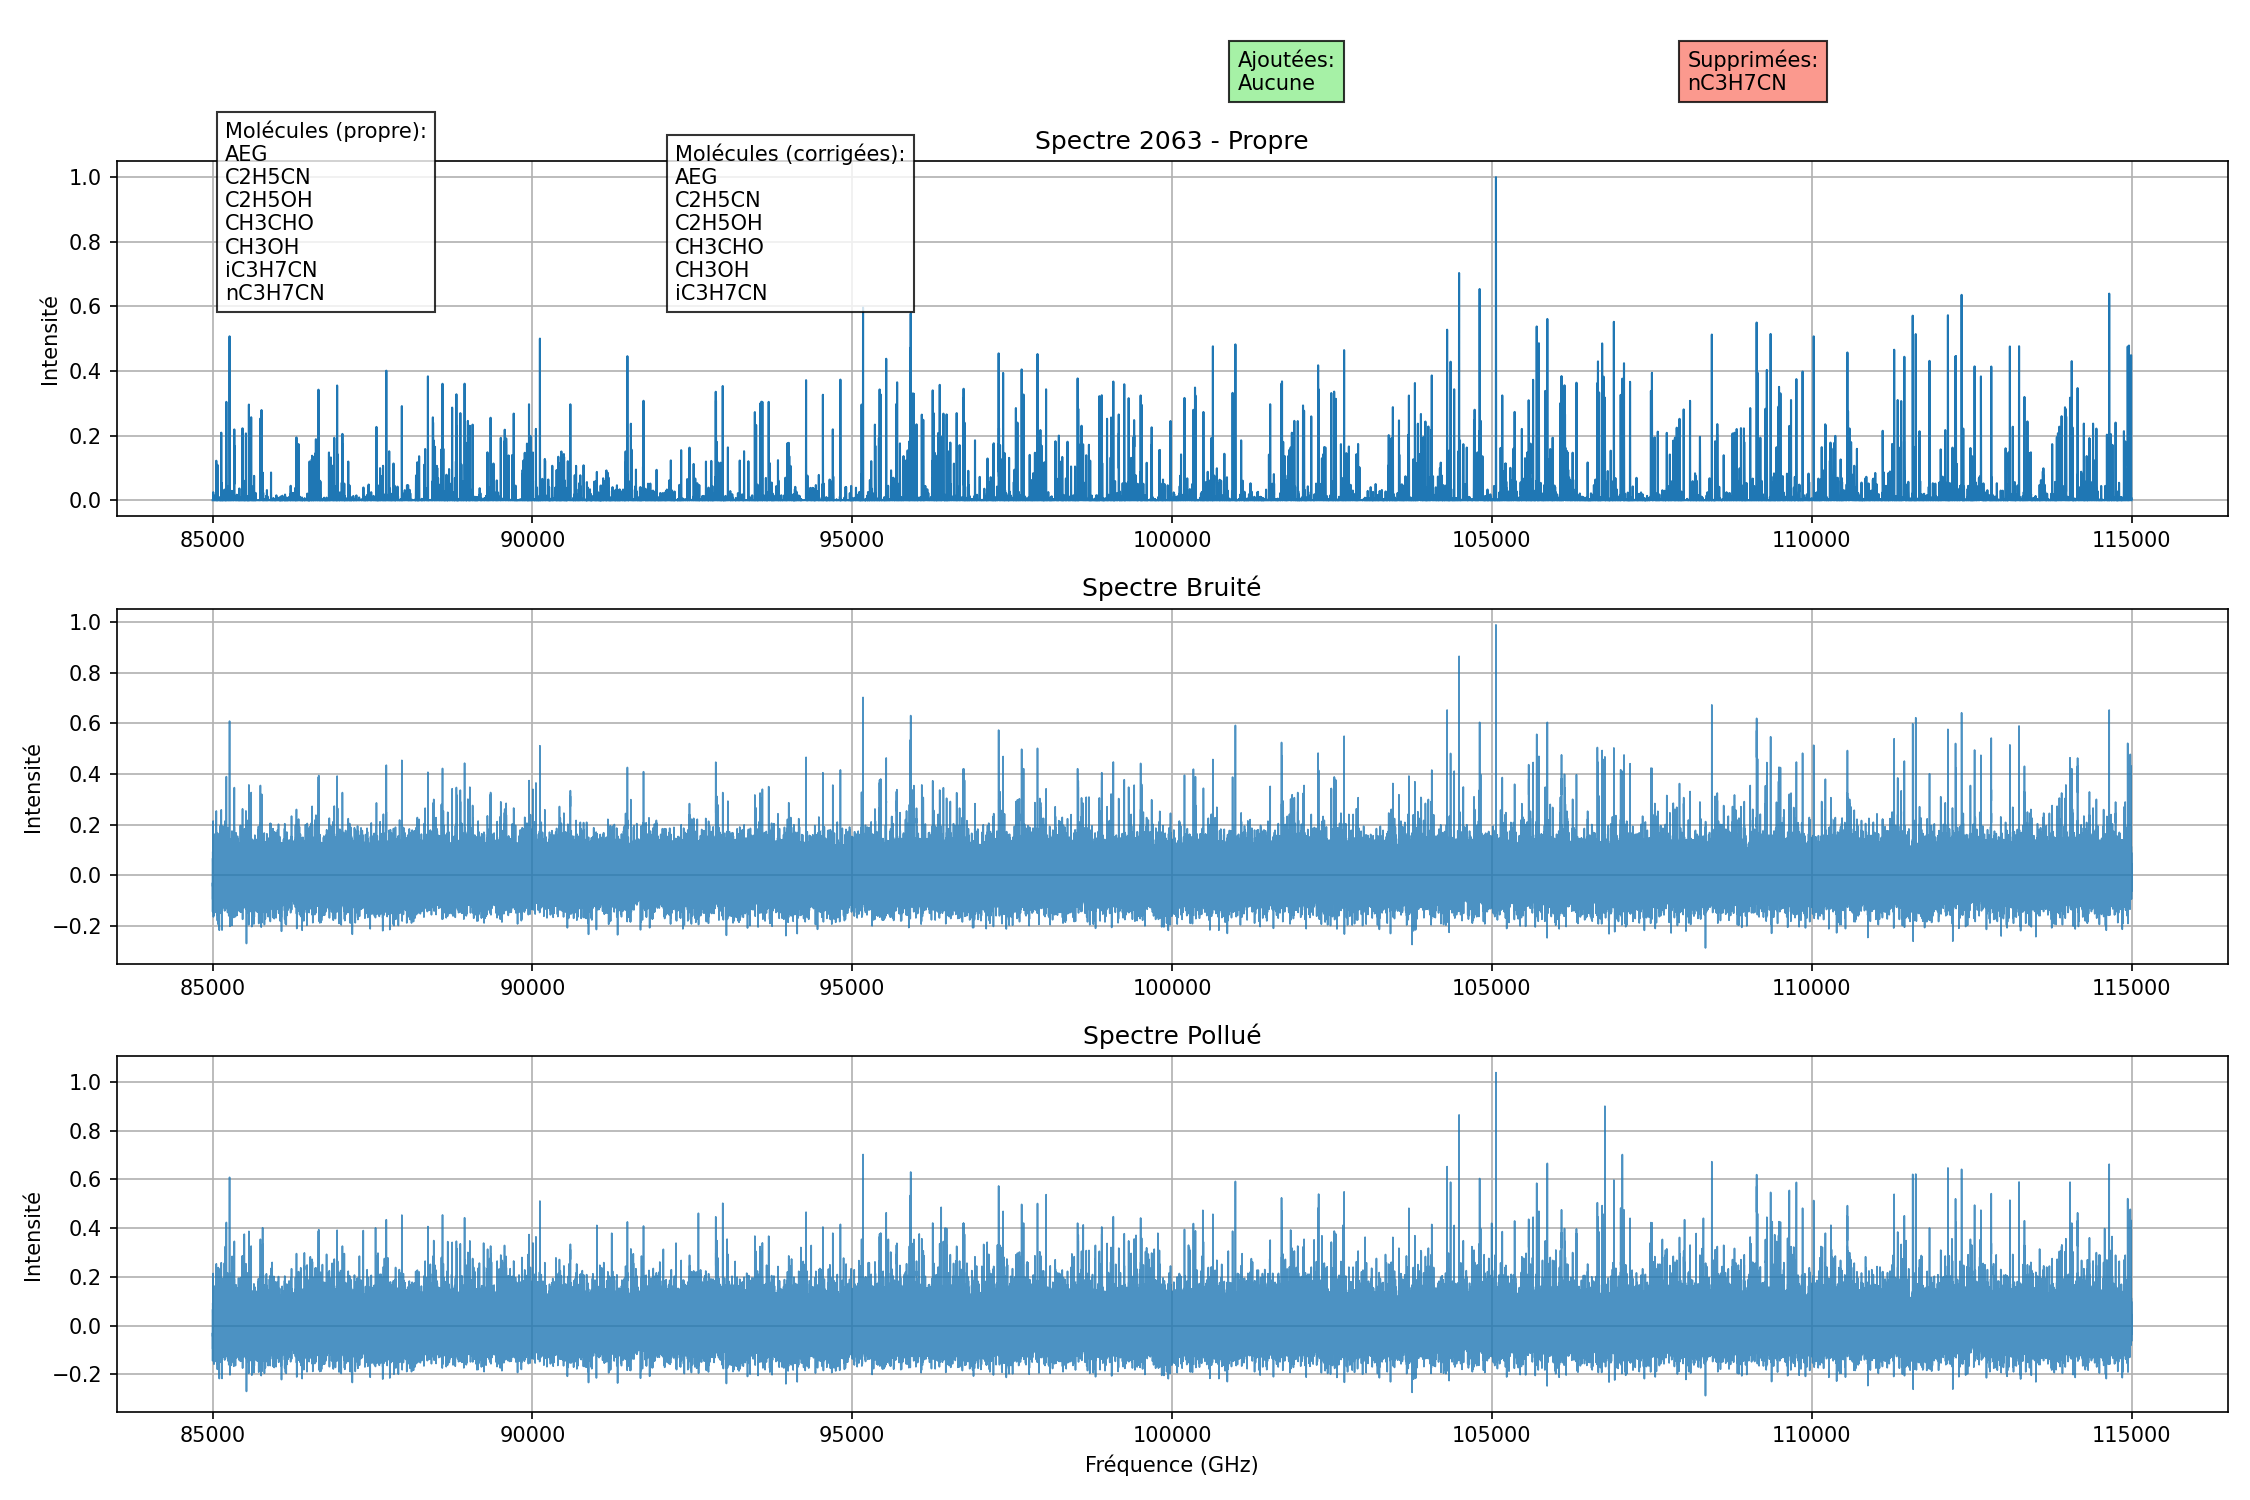 Ajoutées:
Aucune
Supprimées:
nC3H7CN
Molécules (propre):
AEG
C2H5CN
C2H5OH
CH3CHO
CH3OH
iC3H7CN
nC3H7CN
Molécules (corrigées):
AEG
C2H5CN
C2H5OH
CH3CHO
CH3OH
iC3H7CN
Spectre 2063 - Propre
Intensité
1.0
0.8
0.6
0.4
0.2
0.0
85000 90000 95000 100000 105000 110000 115000
Spectre Bruité
Intensité
1.0
0.8
0.6
0.4
0.2
0.0
−0.2
85000 90000 95000 100000 105000 110000 115000
Spectre Pollué
Intensité
1.0
0.8
0.6
0.4
0.2
0.0
−0.2
85000 90000 95000 100000 105000 110000 115000
Fréquence (GHz)